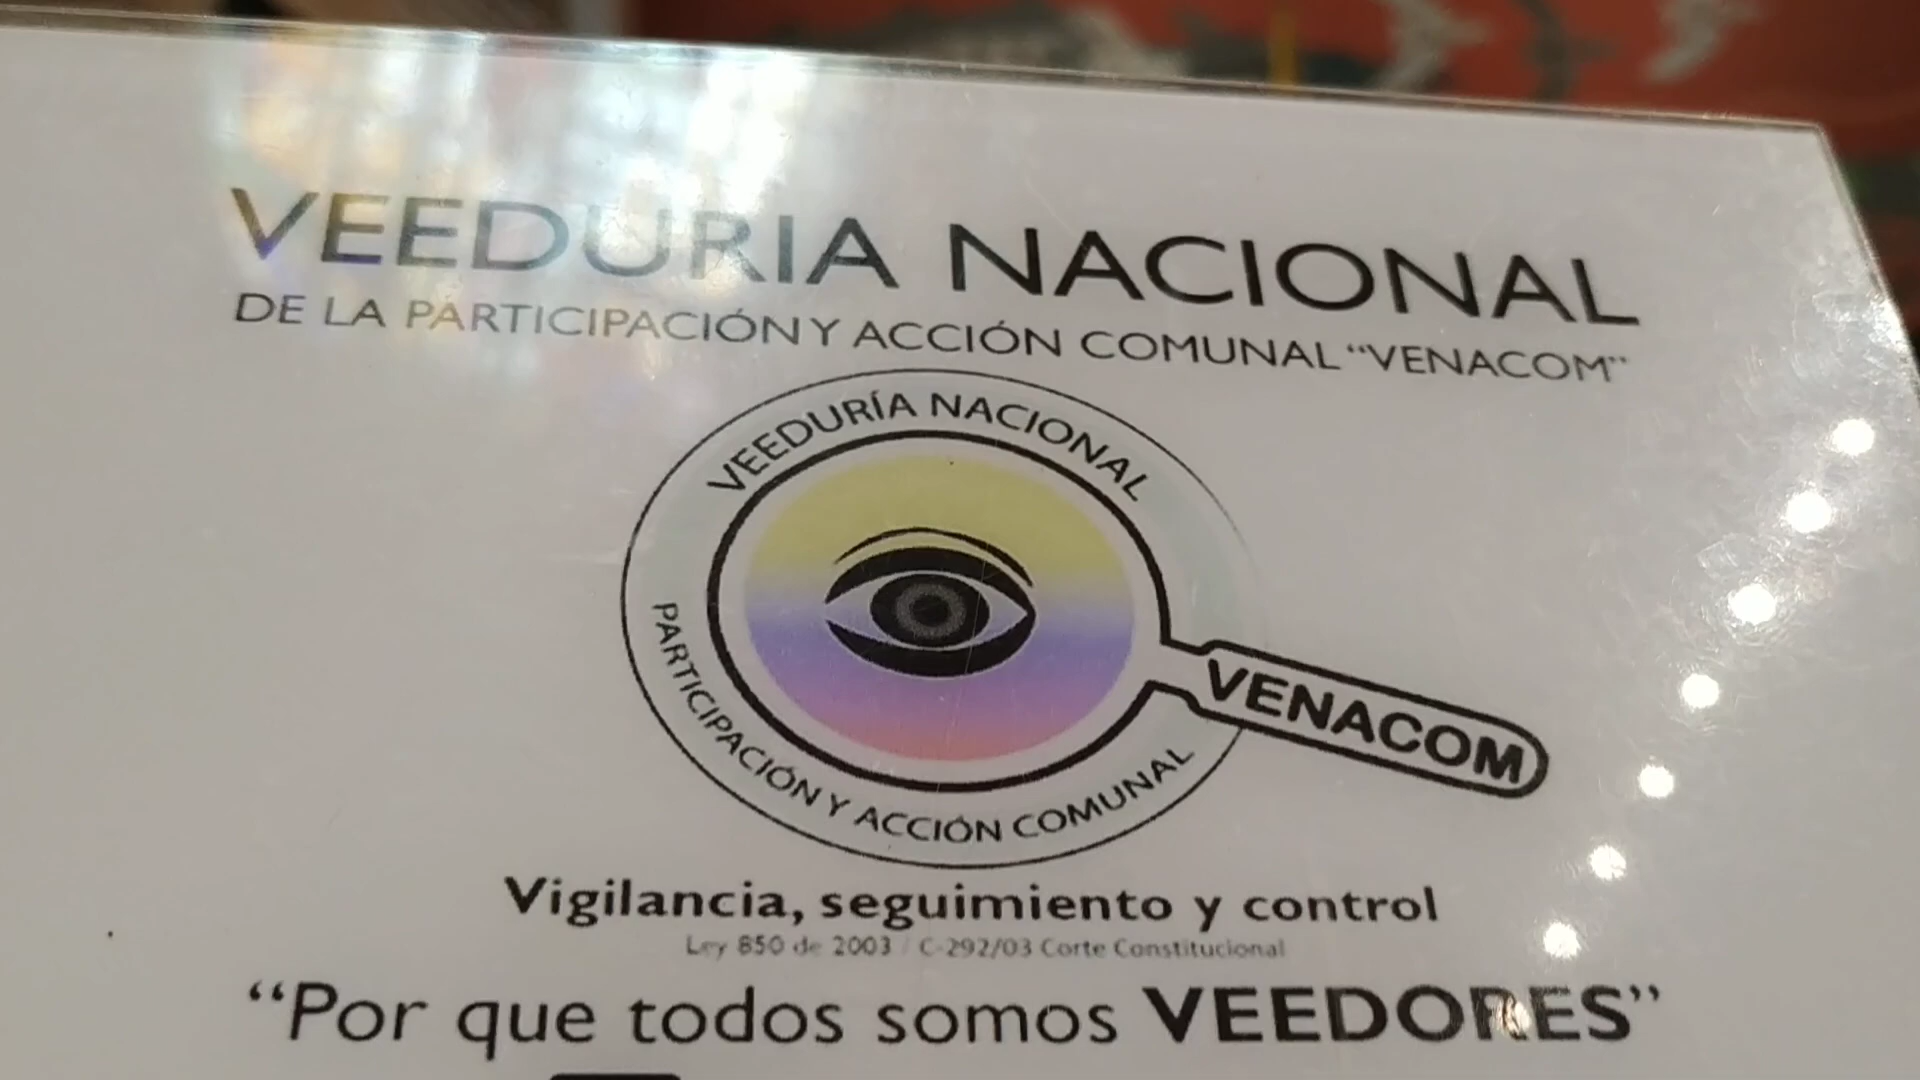 VEEDURIA NACIONAL
DE LA PARTICIPACIÓN Y ACCIÓN COMUNAL "VENACOM"
VEEDURÍA NACIONAL
PARTICIPACIÓN Y ACCIÓN COMUNAL
VENACOM
Vigilancia, seguimiento y control
Ley 850 de 2003 / C-292/03 Corte Constitucional
“Por que todos somos VEEDORES”